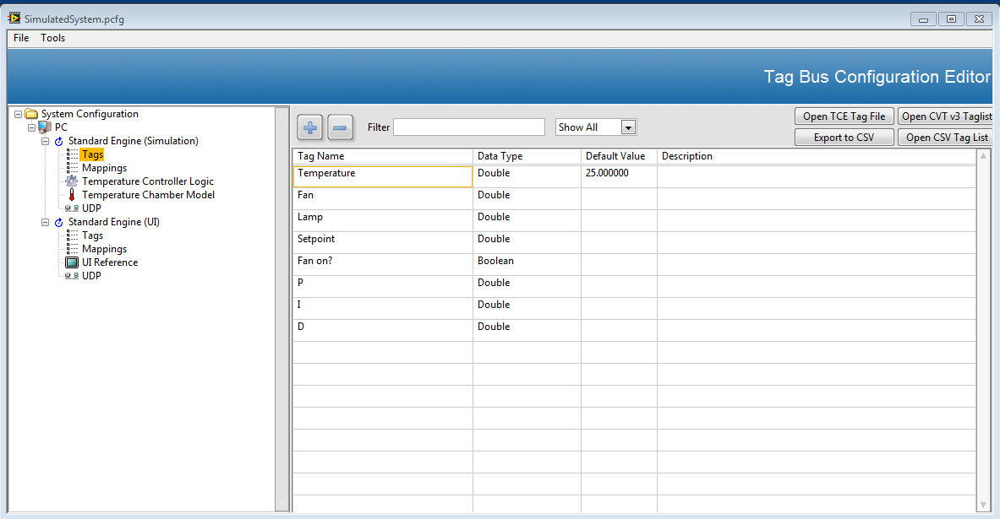 SimulatedSystem.pcfg
File Tools
Tag Bus Configuration Editor
System Configuration
PC
Standard Engine (Simulation)
Tags
Mappings
Temperature Controller Logic
Temperature Chamber Model
UDP
Standard Engine (UI)
Tags
Mappings
UI Reference
UDP
Filter
Show All
Open TCE Tag File
Open CVT v3 Taglist
Export to CSV
Open CSV Tag List
Tag Name Data Type Default Value Description
Temperature Double 25.000000
Fan Double
Lamp Double
Setpoint Double
Fan on? Boolean
P Double
I Double
D Double